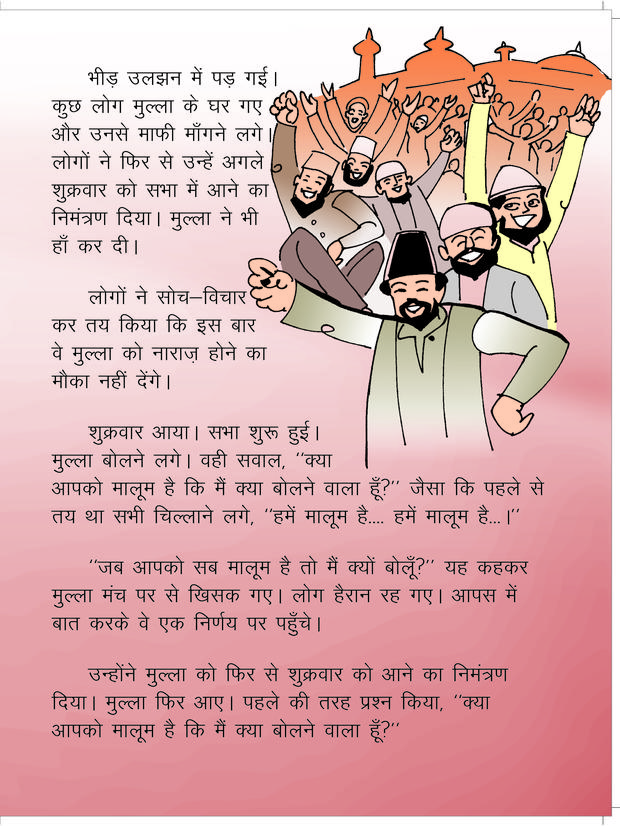 भीड़ उलझन में पड़ गई।
कुछ लोग मुल्ला के घर गए
और उनसे माफी माँगने लगे।
लोगों ने फिर से उन्हें अगले
शुक्रवार को सभा में आने का
निमंत्रण दिया। मुल्ला ने भी
हाँ कर दी।
लोगों ने सोच–विचार
कर तय किया कि इस बार
वे मुल्ला को नाराज़ होने का
मौका नहीं देंगे।
शुक्रवार आया। सभा शुरू हुई।
मुल्ला बोलने लगे। वही सवाल, ‘‘क्या
आपको मालूम है कि मैं क्या बोलने वाला हूँ?’’ जैसा कि पहले से
तय था सभी चिल्लाने लगे, ‘‘हमें मालूम है.... हमें मालूम है...।’’
‘‘जब आपको सब मालूम है तो मैं क्यों बोलूँ?’’ यह कहकर
मुल्ला मंच पर से खिसक गए। लोग हैरान रह गए। आपस में
बात करके वे एक निर्णय पर पहुँचे।
उन्होंने मुल्ला को फिर से शुक्रवार को आने का निमंत्रण
दिया। मुल्ला फिर आए। पहले की तरह प्रश्न किया, ‘‘क्या
आपको मालूम है कि मैं क्या बोलने वाला हूँ?’’